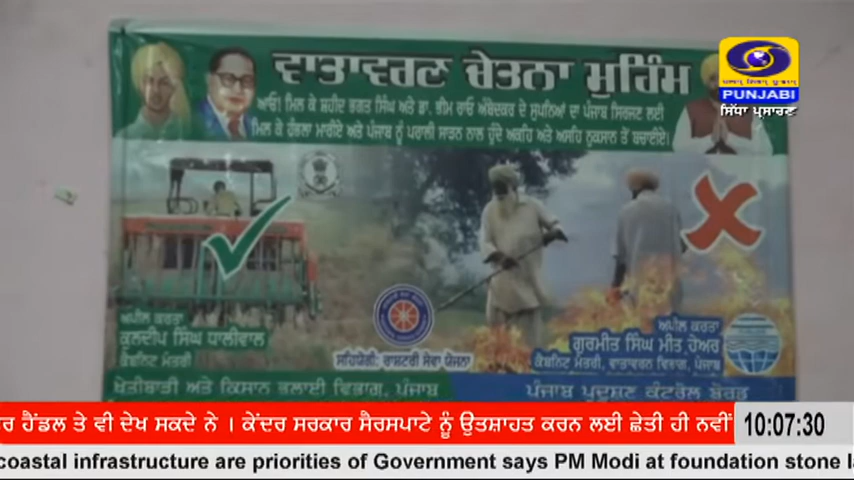 ਵਾਤਾਵਰਣ ਚੇਤਨਾ ਮੁਹਿੰਮ
ਆਓ! ਮਿਲ ਕੇ ਸ਼ਹੀਦ ਭਗਤ ਸਿੰਘ ਅਤੇ ਡਾ. ਭੀਮ ਰਾਓ ਅੰਬੇਦਕਰ ਦੇ ਸੁਪਨਿਆਂ ਦਾ ਪੰਜਾਬ ਸਿਰਜਣ ਲਈ
ਮਿਲ ਕੇ ਹੰਭਲਾ ਮਾਰੀਏ ਅਤੇ ਪੰਜਾਬ ਨੂੰ ਪਰਾਲੀ ਸਾੜਨ ਨਾਲ ਹੁੰਦੇ ਅਕਹਿ ਅਤੇ ਅਸਹਿ ਨੁਕਸਾਨ ਤੋਂ ਬਚਾਈਏ।
PUNJABI
ਸਿੱਧਾ ਪ੍ਰਸਾਰਣ
ਅਪੀਲ ਕਰਤਾ
ਕੁਲਦੀਪ ਸਿੰਘ ਧਾਲੀਵਾਲ
ਕੈਬਨਿਟ ਮੰਤਰੀ
ਸਹਿਯੋਗੀ: ਰਾਸ਼ਟਰੀ ਸੇਵਾ ਯੋਜਨਾ
ਅਪੀਲ ਕਰਤਾ
ਗੁਰਮੀਤ ਸਿੰਘ ਮੀਤ ਹੇਅਰ
ਕੈਬਨਿਟ ਮੰਤਰੀ, ਵਾਤਾਵਰਨ ਵਿਭਾਗ, ਪੰਜਾਬ
ਖੇਤੀਬਾੜੀ ਅਤੇ ਕਿਸਾਨ ਭਲਾਈ ਵਿਭਾਗ, ਪੰਜਾਬ
ਪੰਜਾਬ ਪ੍ਰਦੂਸ਼ਣ ਕੰਟਰੋਲ ਬੋਰਡ
ਹੈਂਡਲ ਤੇ ਵੀ ਦੇਖ ਸਕਦੇ ਨੇ । ਕੇਂਦਰ ਸਰਕਾਰ ਸੈਰਸਪਾਟੇ ਨੂੰ ਉਤਸ਼ਾਹਤ ਕਰਨ ਲਈ ਛੇਤੀ ਹੀ ਨਵੀਂ
10:07:30
coastal infrastructure are priorities of Government says PM Modi at foundation stone